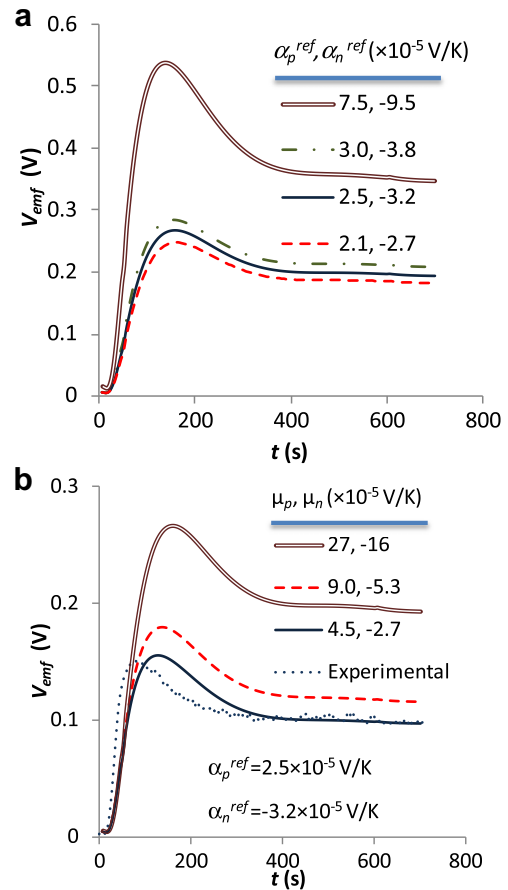 a
0.6
0.5
0.4
0.3
0.2
0.1
0
V_emf (V)
α_p^ref, α_n^ref (×10^-5 V/K)
7.5, -9.5
3.0, -3.8
2.5, -3.2
2.1, -2.7
0 200 400 600 800
t (s)
b
0.3
0.2
0.1
0
V_emf (V)
μ_p, μ_n (×10^-5 V/K)
27, -16
9.0, -5.3
4.5, -2.7
Experimental
α_p^ref=2.5×10^-5 V/K
α_n^ref=-3.2×10^-5 V/K
0 200 400 600 800
t (s)